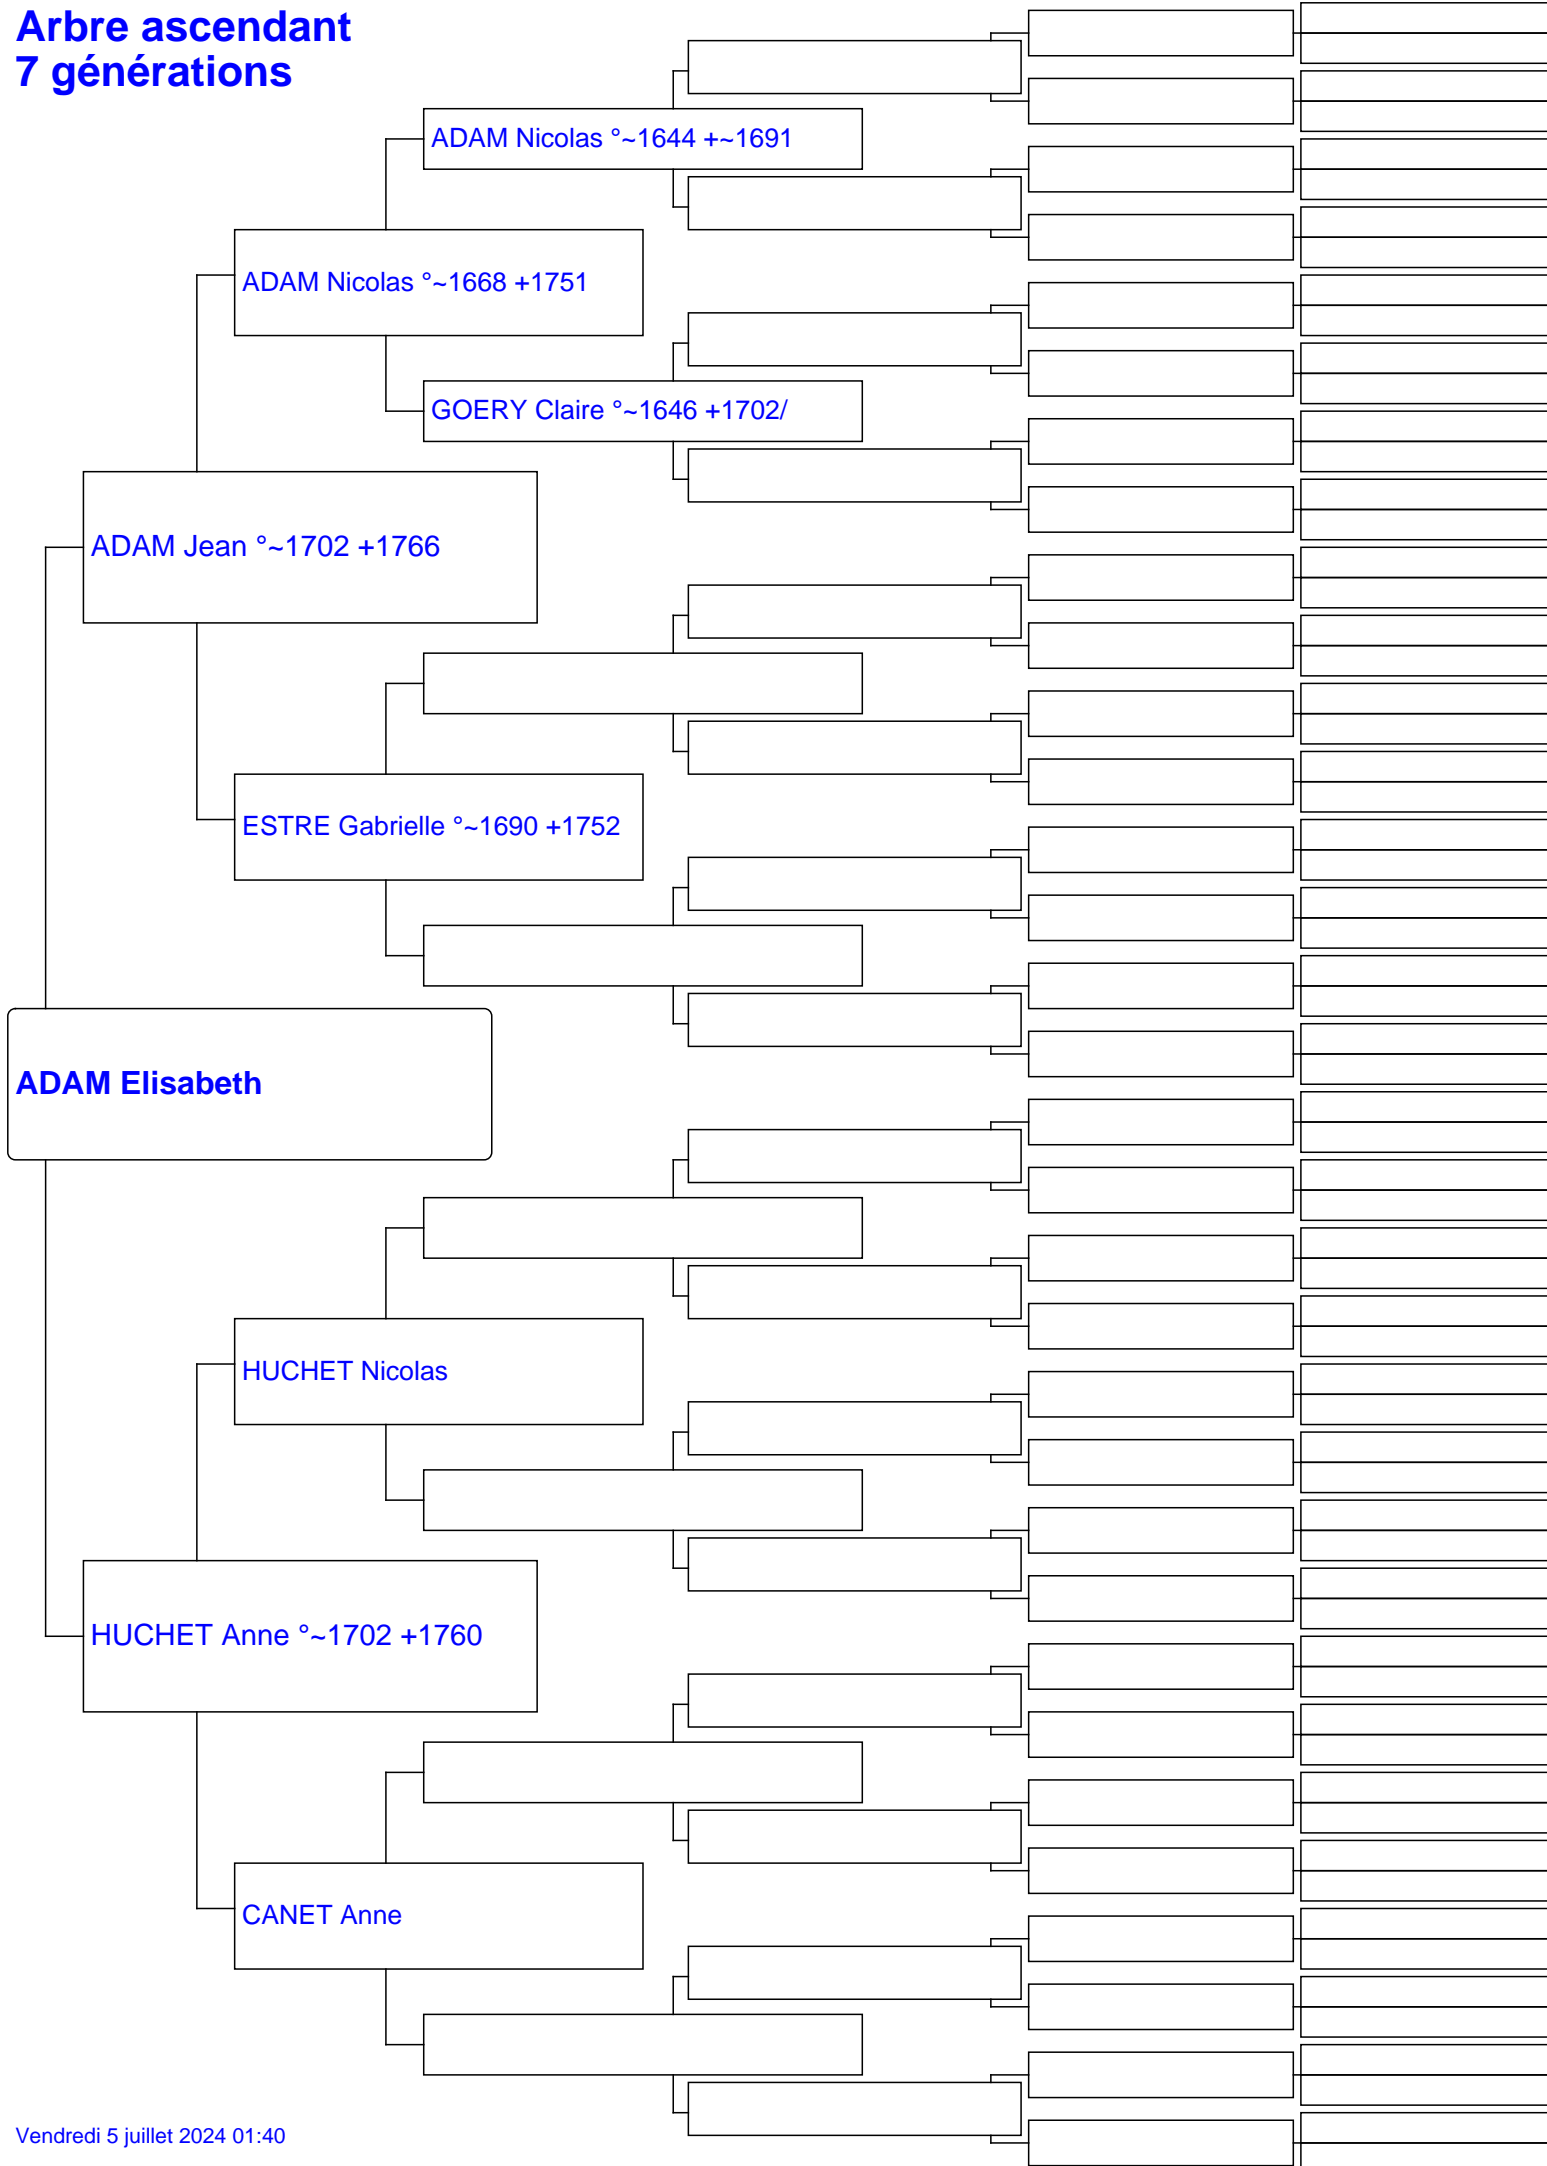 Arbre ascendant
7 générations
ADAM Nicolas °~1644 +~1691
ADAM Nicolas °~1668 +1751
GOERY Claire °~1646 +1702/
ADAM Jean °~1702 +1766
ESTRE Gabrielle °~1690 +1752
ADAM Elisabeth
HUCHET Nicolas
HUCHET Anne °~1702 +1760
CANET Anne
Vendredi 5 juillet 2024 01:40